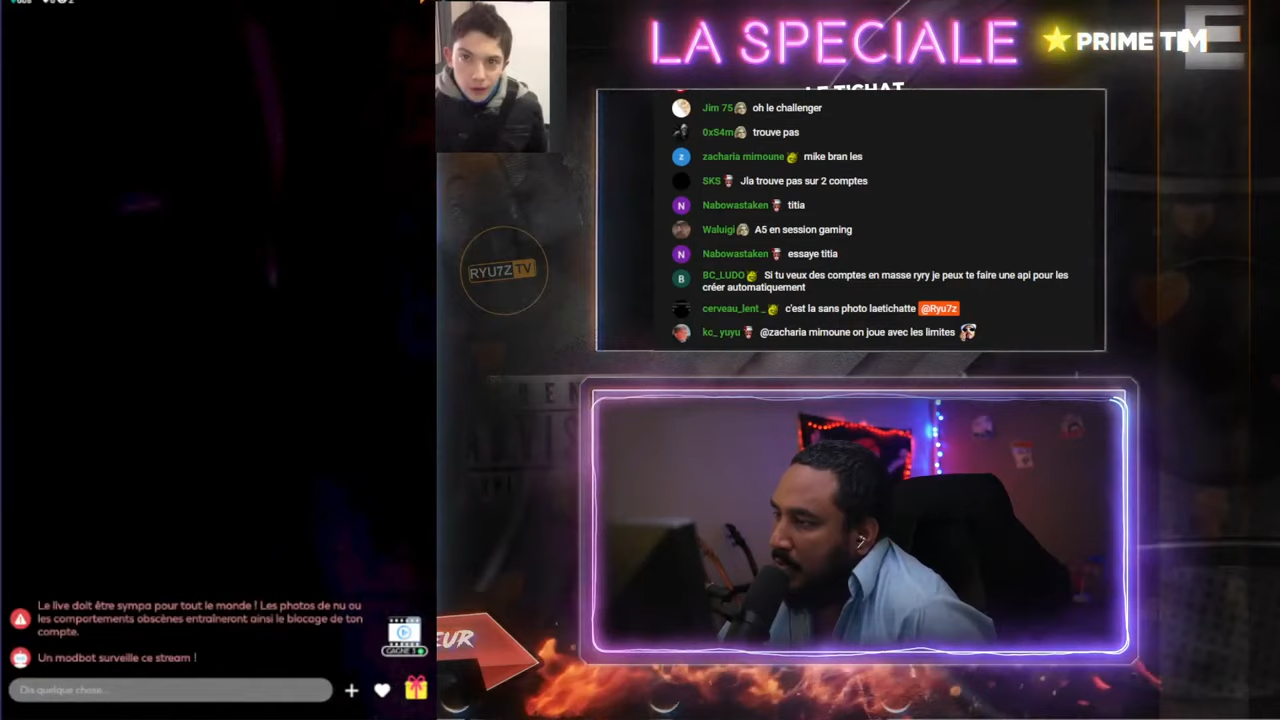 LA SPECIALE
PRIME TIM
Jim 75 oh le challenger
0xS4m trouve pas
zacharia mimoune mike bran les
SKS Jla trouve pas sur 2 comptes
Nabowastaken titia
Waluigi A5 en session gaming
Nabowastaken essaye titia
BC_LUDO Si tu veux des comptes en masse ryry je peux te faire une api pour les
créer automatiquement
cerveau_lent_ c'est la sans photo laetichatte @Ryu7z
kc_yuyu @zacharia mimoune on joue avec les limites
RYU7Z TV
EUR
Le live doit être sympa pour tout le monde ! Les photos de nu ou
les comportements obscènes entraîneront ainsi le blocage de ton
compte.
GAGNE 3
Un modbot surveille ce stream !
Dis quelque chose...